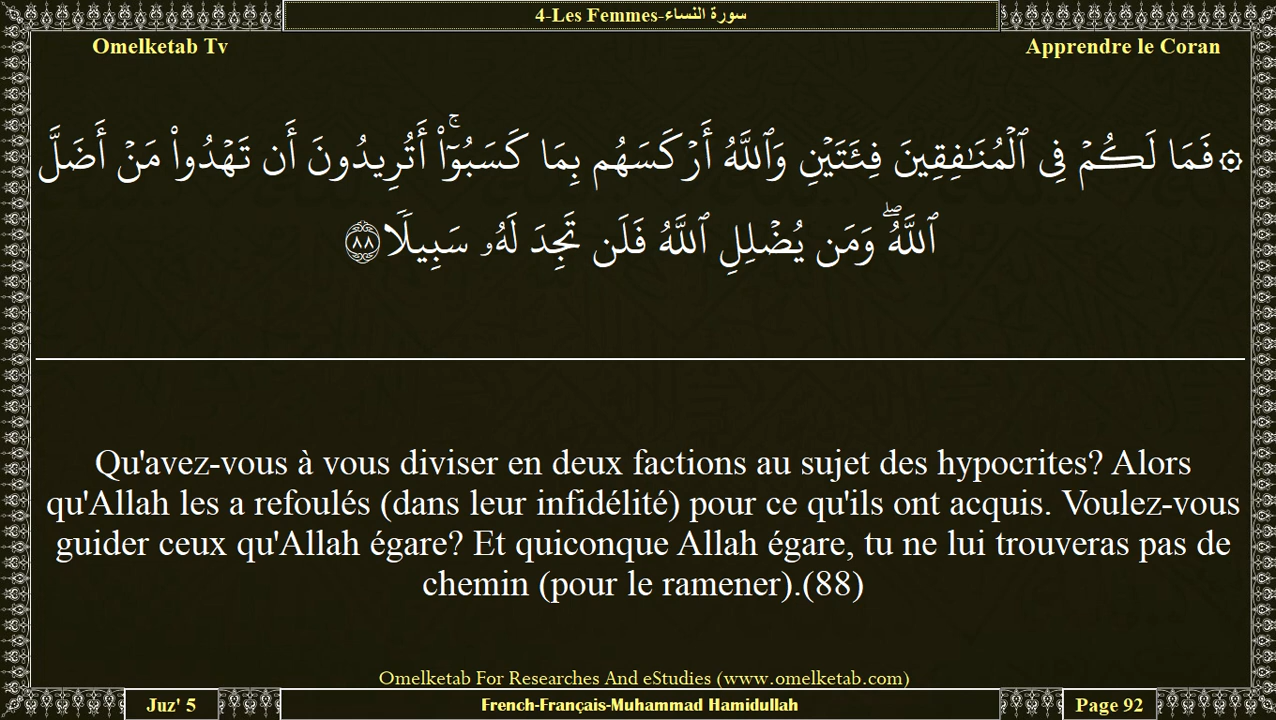 4-Les Femmes-سورة النساء
Omelketab Tv
Apprendre le Coran
۞ فَمَا لَكُمْ فِى ٱلْمُنَـٰفِقِينَ فِئَتَيْنِ وَٱللَّهُ أَرْكَسَهُم بِمَا كَسَبُوٓا۟ ۚ أَتُرِيدُونَ أَن تَهْدُوا۟ مَنْ أَضَلَّ
ٱللَّهُ ۖ وَمَن يُضْلِلِ ٱللَّهُ فَلَن تَجِدَ لَهُۥ سَبِيلًا ٨٨
Qu'avez-vous à vous diviser en deux factions au sujet des hypocrites? Alors
qu'Allah les a refoulés (dans leur infidélité) pour ce qu'ils ont acquis. Voulez-vous
guider ceux qu'Allah égare? Et quiconque Allah égare, tu ne lui trouveras pas de
chemin (pour le ramener).(88)
Omelketab For Researches And eStudies (www.omelketab.com)
Juz' 5
French-Français-Muhammad Hamidullah
Page 92